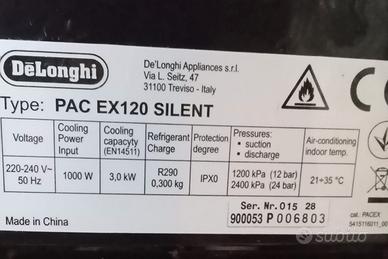 DeLonghi
De'Longhi Appliances s.r.l.
Via L. Seitz, 47
31100 Treviso - Italy
Type: PAC EX120 SILENT
Voltage
220-240 V~
50 Hz
Cooling
Power
Input
1000 W
Cooling
capacyty
(EN14511)
3,0 kW
Refrigerant
Charge
R290
0,300 kg
Protection
degree
IPX0
Pressures:
- suction
- discharge
1200 kPa (12 bar)
2400 kPa (24 bar)
Air-conditioning
indoor temp.
21÷35 °C
Ser. Nr. 015 28
900053 P 006803
Made in China
cat.: PACEX
subito